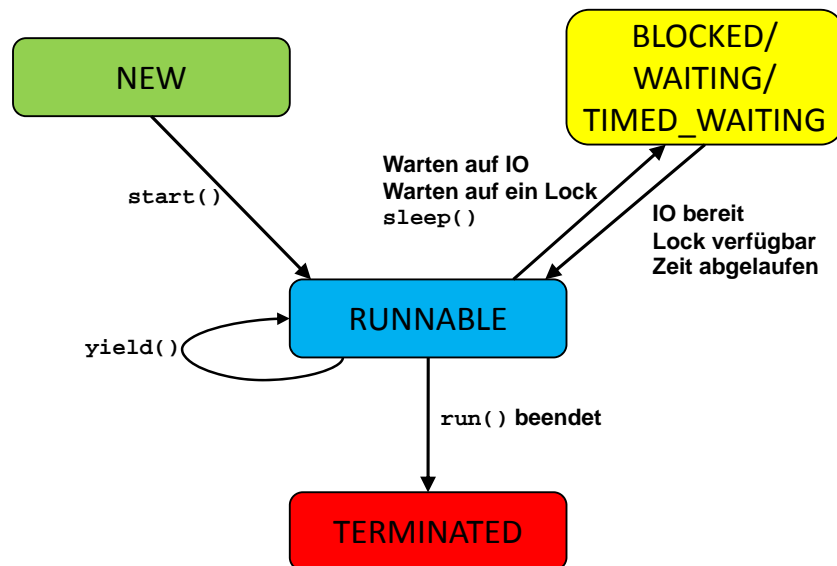 NEW
BLOCKED/
WAITING/
TIMED_WAITING
start()
Warten auf IO
Warten auf ein Lock
sleep()
IO bereit
Lock verfügbar
Zeit abgelaufen
RUNNABLE
yield()
run() beendet
TERMINATED